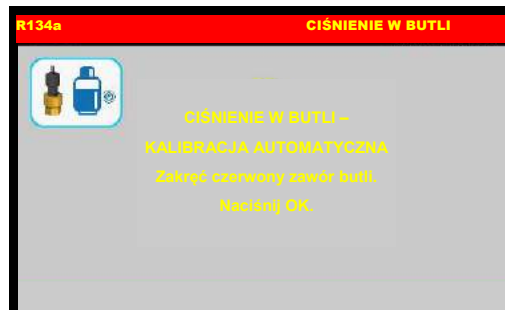 R134a CIŚNIENIE W BUTLI
CIŚNIENIE W BUTLI –
KALIBRACJA AUTOMATYCZNA
Zakręć czerwony zawór butli.
Naciśnij OK.